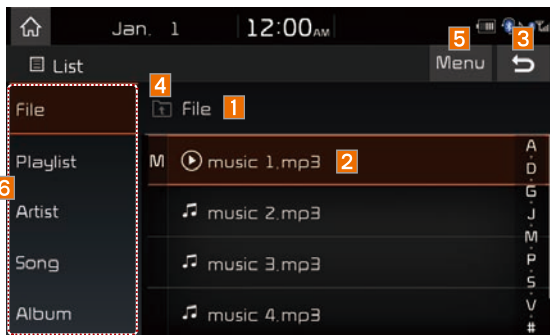 Jan. 1 12:00AM
5 3
List Menu
4
File File 1
Playlist M music 1.mp3 2
6
Artist music 2.mp3
Song music 3.mp3
Album music 4.mp3
A
D
G
J
M
P
S
V
#